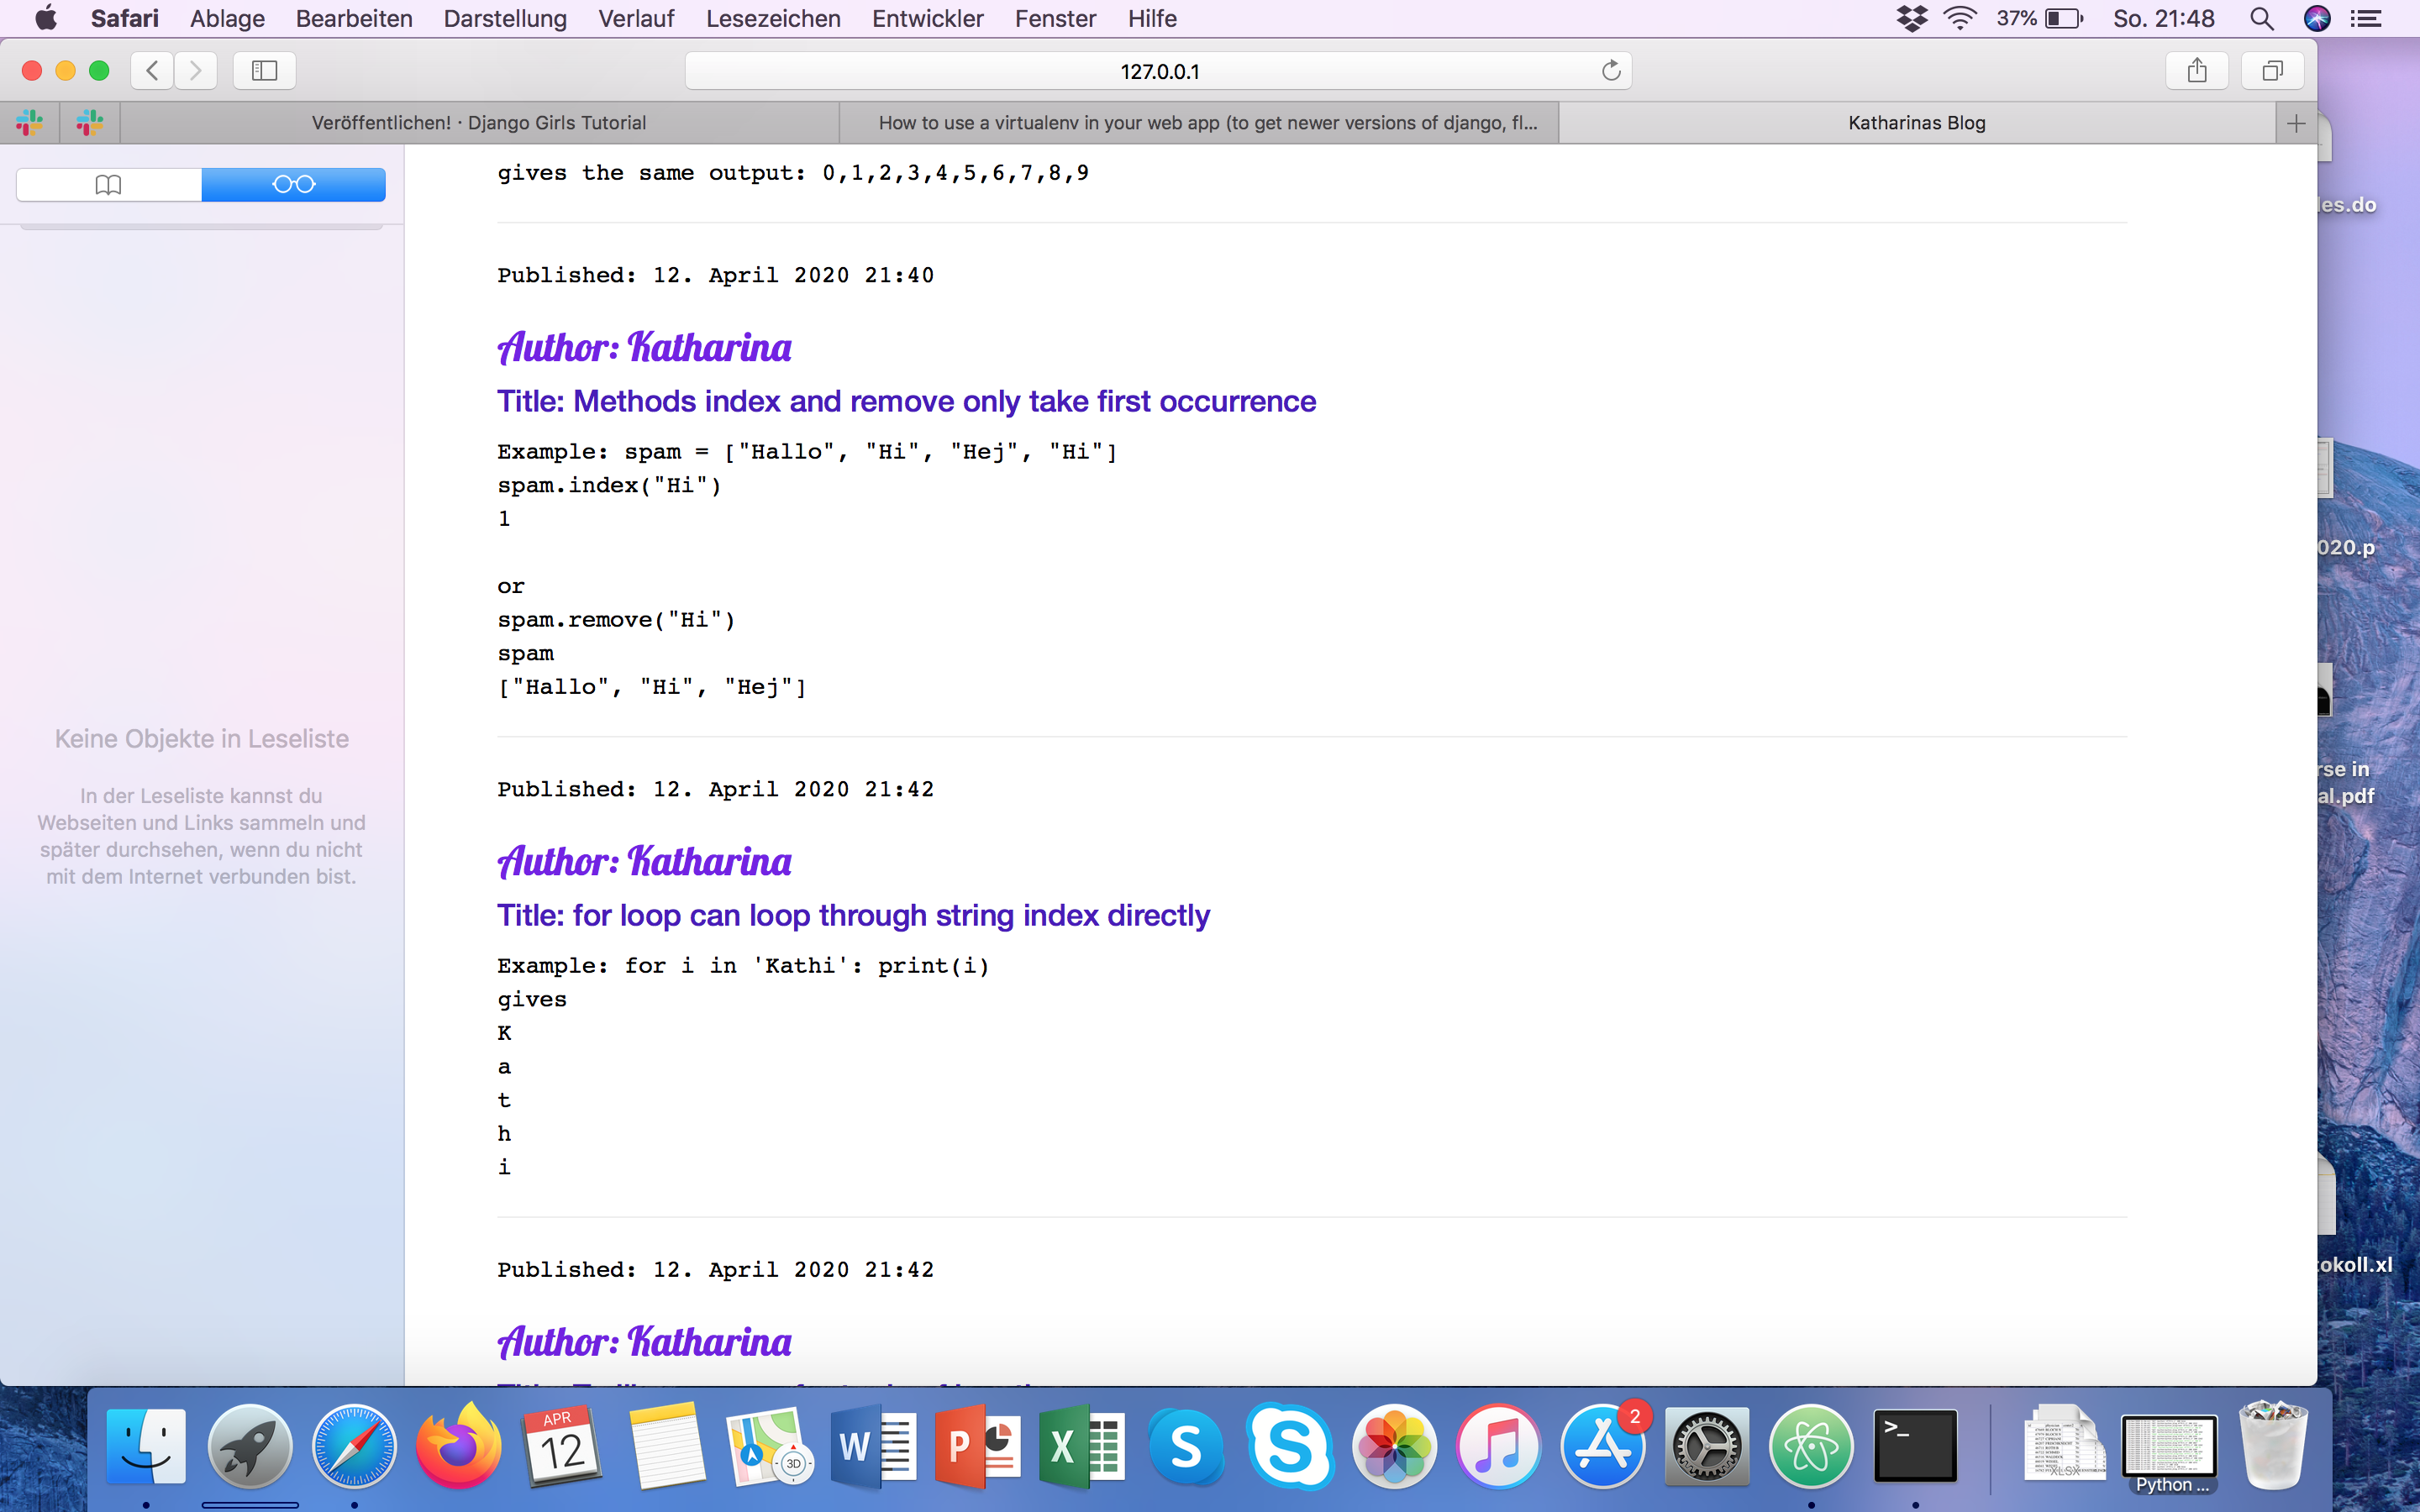 Safari Ablage Bearbeiten Darstellung Verlauf Lesezeichen Entwickler Fenster Hilfe 37% So. 21:48
127.0.0.1
Veröffentlichen! · Django Girls Tutorial How to use a virtualenv in your web app (to get newer versions of django, fl... Katharinas Blog
gives the same output: 0,1,2,3,4,5,6,7,8,9
Published: 12. April 2020 21:40
Author: Katharina
Title: Methods index and remove only take first occurrence
Example: spam = ["Hallo", "Hi", "Hej", "Hi"]
spam.index("Hi")
1
or
spam.remove("Hi")
spam
["Hallo", "Hi", "Hej"]
Published: 12. April 2020 21:42
Author: Katharina
Title: for loop can loop through string index directly
Example: for i in 'Kathi': print(i)
gives
K
a
t
h
i
Published: 12. April 2020 21:42
Author: Katharina
Keine Objekte in Leseliste
In der Leseliste kannst du
Webseiten und Links sammeln und
später durchsehen, wenn du nicht
mit dem Internet verbunden bist.
les.do
020.p
rse in
al.pdf
tokoll.xl
APR
12
3D
W
P
X
S
S
2
>_
XLSX
Python ...